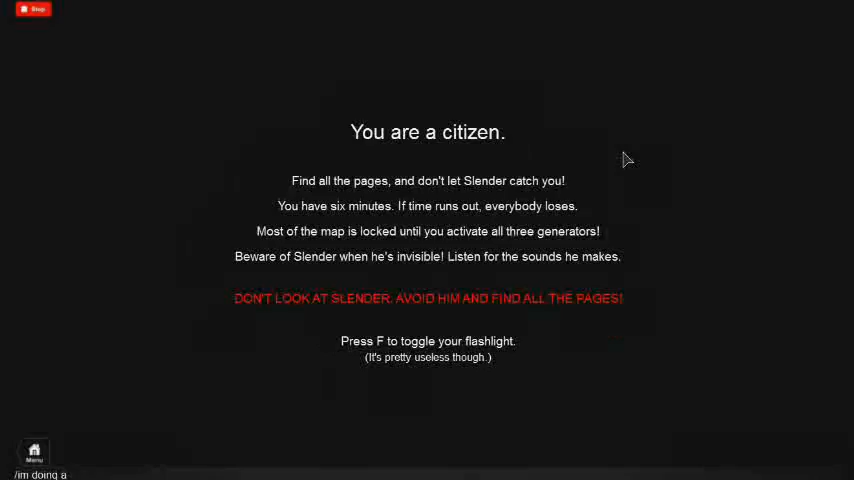 Stop
You are a citizen.
Find all the pages, and don't let Slender catch you!
You have six minutes. If time runs out, everybody loses.
Most of the map is locked until you activate all three generators!
Beware of Slender when he's invisible! Listen for the sounds he makes.
DON'T LOOK AT SLENDER. AVOID HIM AND FIND ALL THE PAGES!
Press F to toggle your flashlight.
(It's pretty useless though.)
Menu
/im doing a